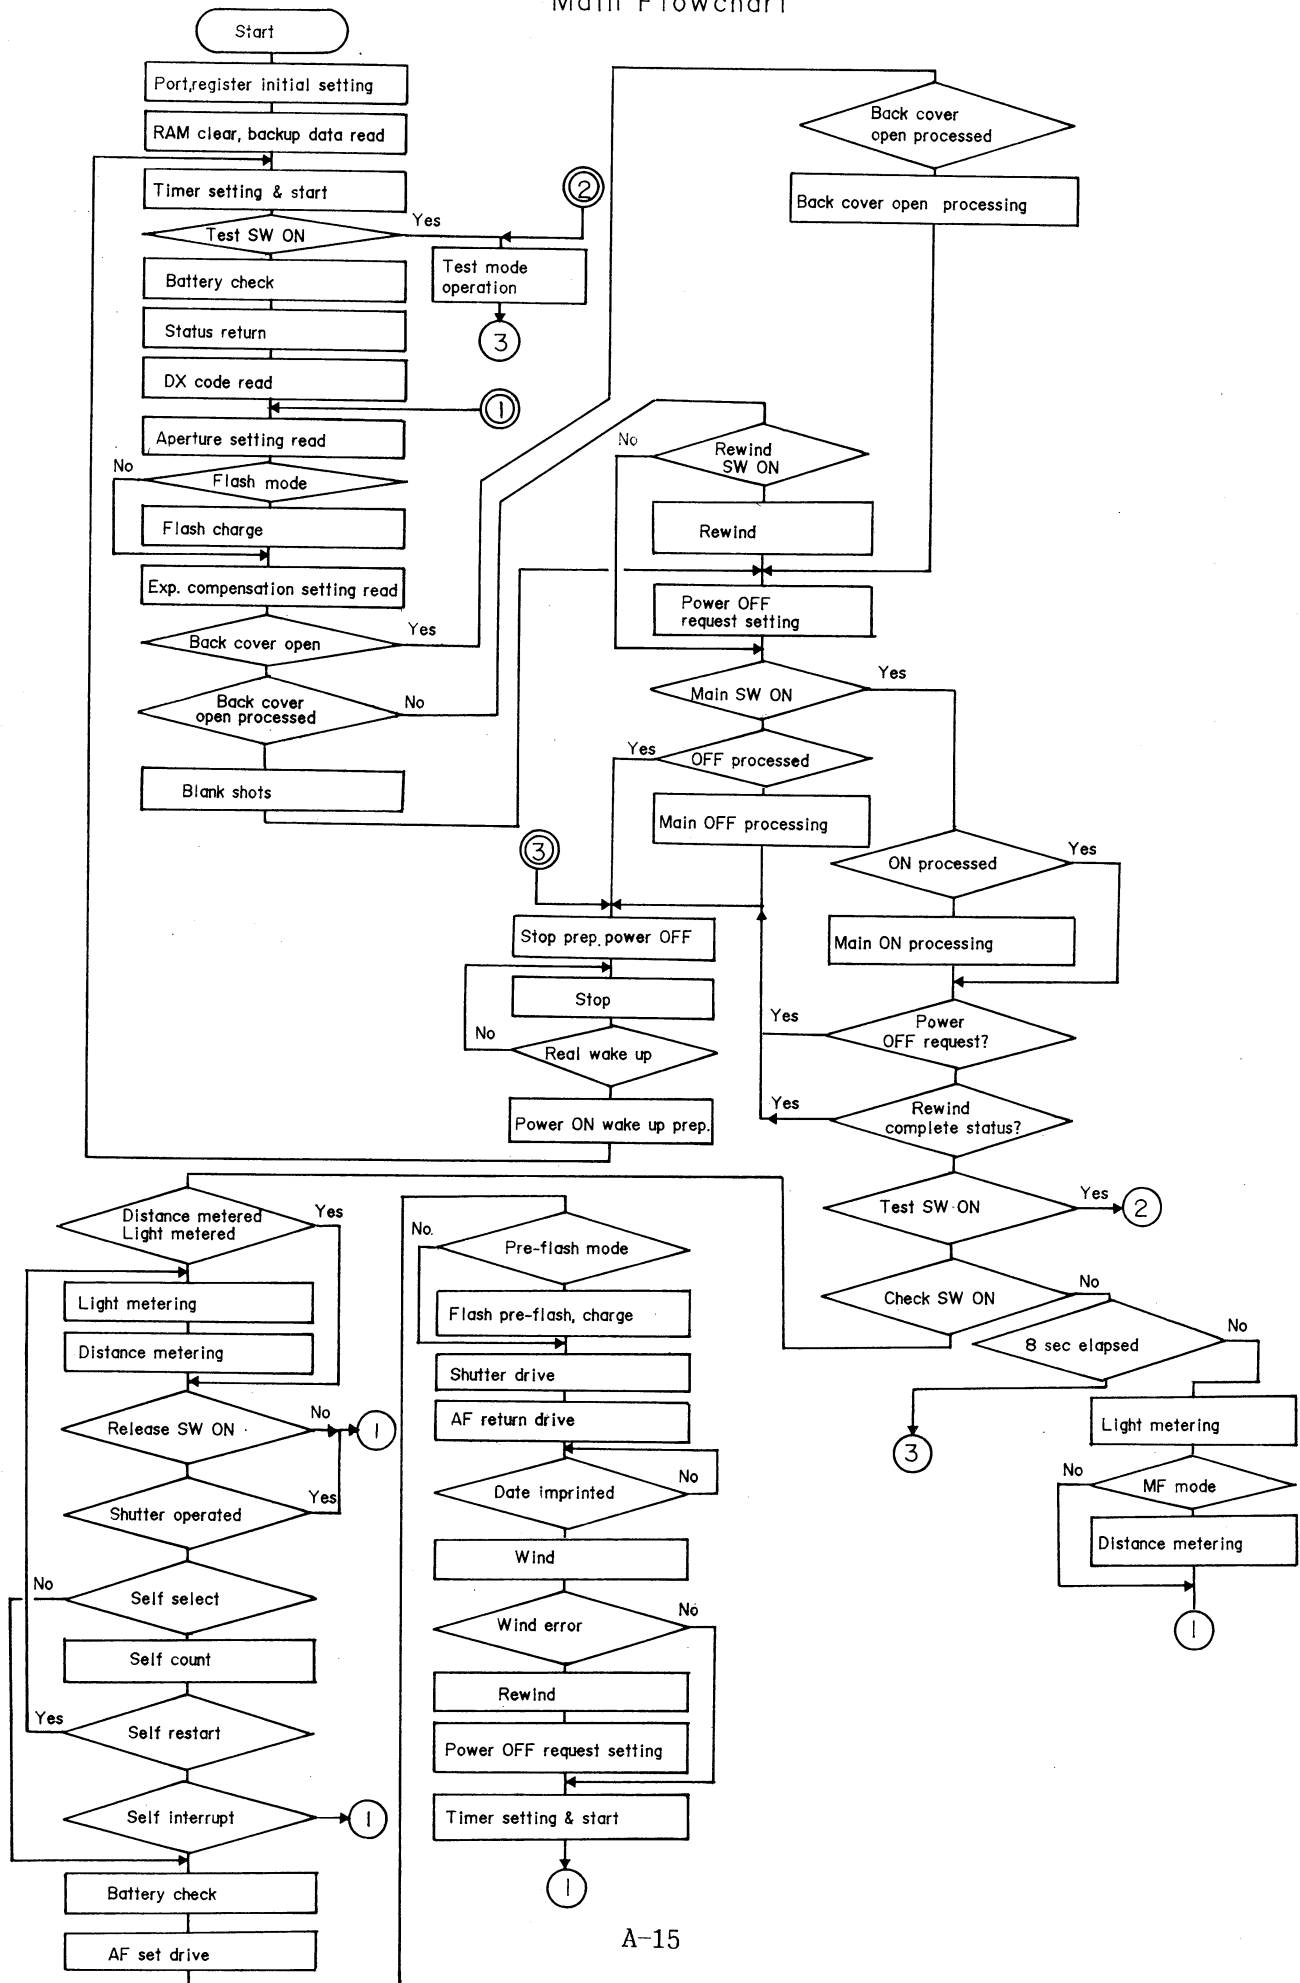 Main Flowchart
Start
Port,register initial setting
RAM clear, backup data read
Timer setting & start
Test SW ON
Yes
2
Test mode
operation
3
Battery check
Status return
DX code read
1
Aperture setting read
No
Flash mode
Flash charge
Exp. compensation setting read
Back cover open
Yes
Back cover
open processed
No
Blank shots
Back cover
open processed
Back cover open processing
No
Rewind
SW ON
Rewind
Power OFF
request setting
Main SW ON
Yes
Yes
OFF processed
Main OFF processing
3
ON processed
Yes
Main ON processing
Stop prep. power OFF
Stop
No
Real wake up
Power ON wake up prep.
Yes
Power
OFF request?
Yes
Rewind
complete status?
Test SW ON
Yes
2
Check SW ON
No
8 sec elapsed
No
3
Light metering
No
MF mode
Distance metering
1
Distance metered
Light metered
Yes
Light metering
Distance metering
Release SW ON
No
1
Shutter operated
Yes
No
Self select
Self count
Yes
Self restart
Self interrupt
1
Battery check
AF set drive
No.
Pre-flash mode
Flash pre-flash, charge
Shutter drive
AF return drive
Date imprinted
No
Wind
Wind error
No
Rewind
Power OFF request setting
Timer setting & start
1
A-15